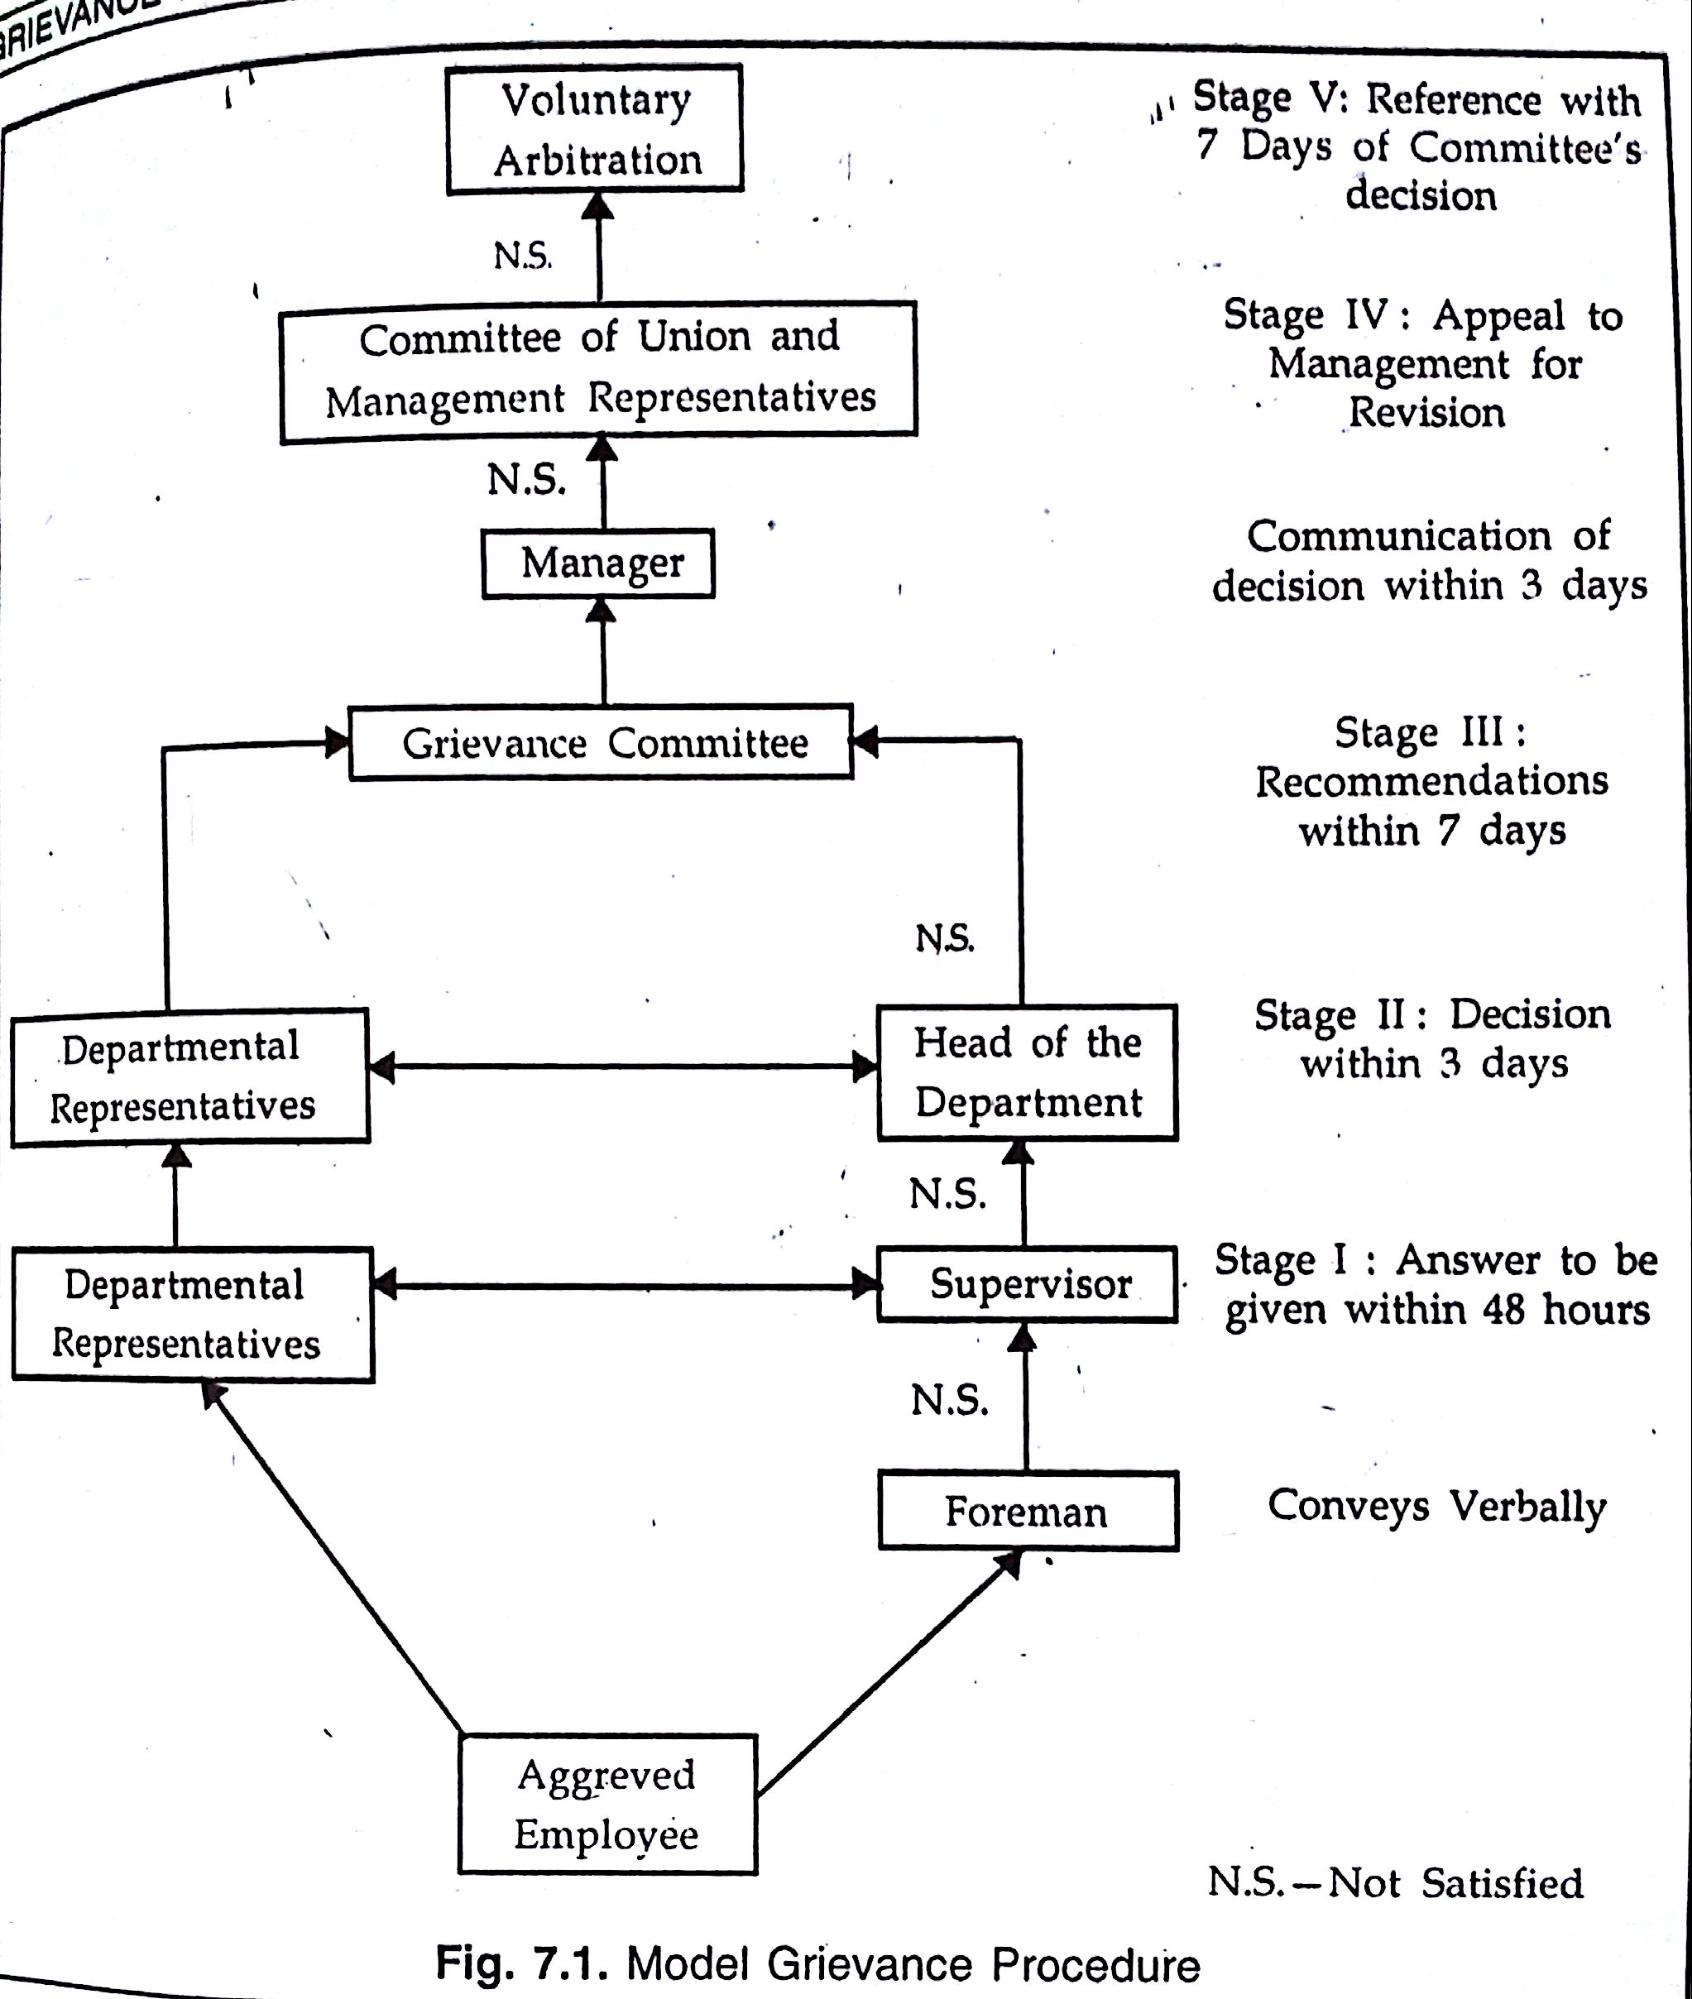 Voluntary
Arbitration
Stage V: Reference with
7 Days of Committee's
decision
N.S.
Committee of Union and
Management Representatives
Stage IV : Appeal to
Management for
Revision
N.S.
Manager
Communication of
decision within 3 days
Grievance Committee
Stage III :
Recommendations
within 7 days
N.S.
Departmental
Representatives
Head of the
Department
Stage II : Decision
within 3 days
N.S.
Departmental
Representatives
Supervisor
Stage I : Answer to be
given within 48 hours
N.S.
Foreman
Conveys Verbally
Aggreved
Employee
N.S.—Not Satisfied
Fig. 7.1. Model Grievance Procedure